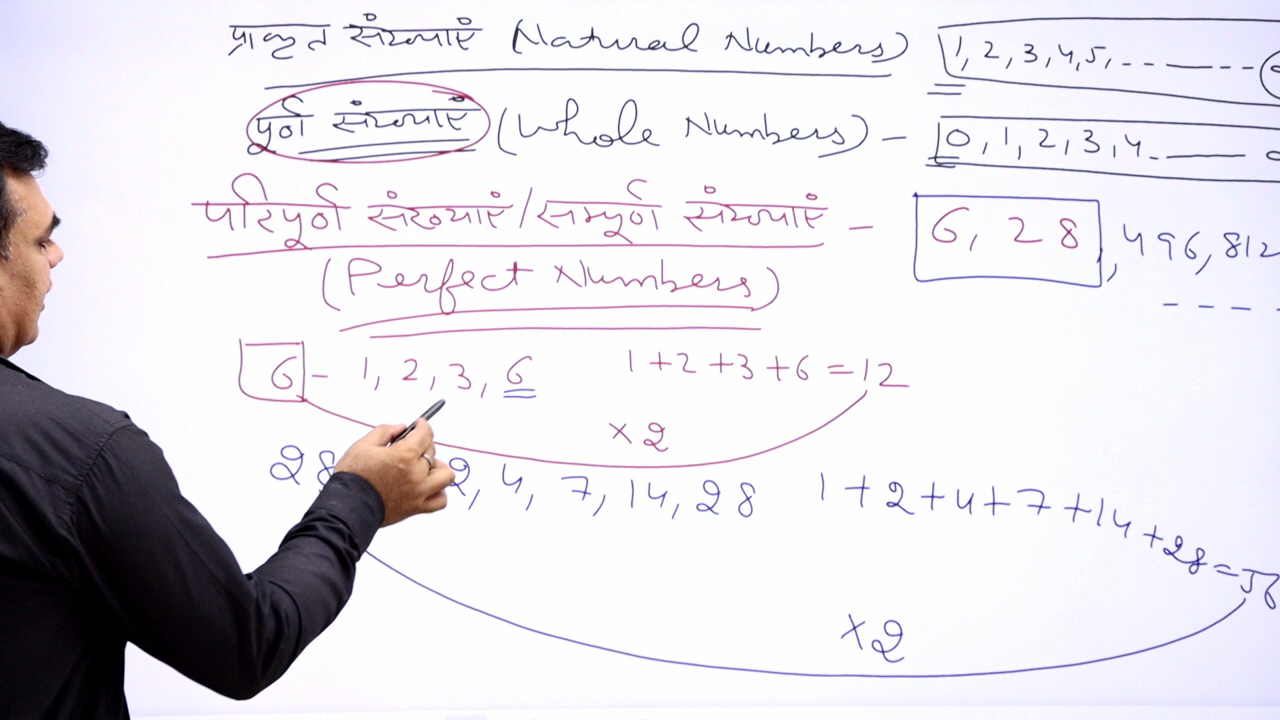 प्राकृत संख्याएं (Natural Numbers) 1, 2, 3, 4, 5, - - - — - - -
पूर्ण संख्याएं (Whole Numbers) - 0, 1, 2, 3, 4 - —
परिपूर्ण संख्याएं / सम्पूर्ण संख्याएं - 6, 28, 496, 812
(Perfect Numbers) - - - -
6 - 1, 2, 3, 6 1 + 2 + 3 + 6 = 12
× 2
28 2, 4, 7, 14, 28 1 + 2 + 4 + 7 + 14 + 28 = 56
× 2